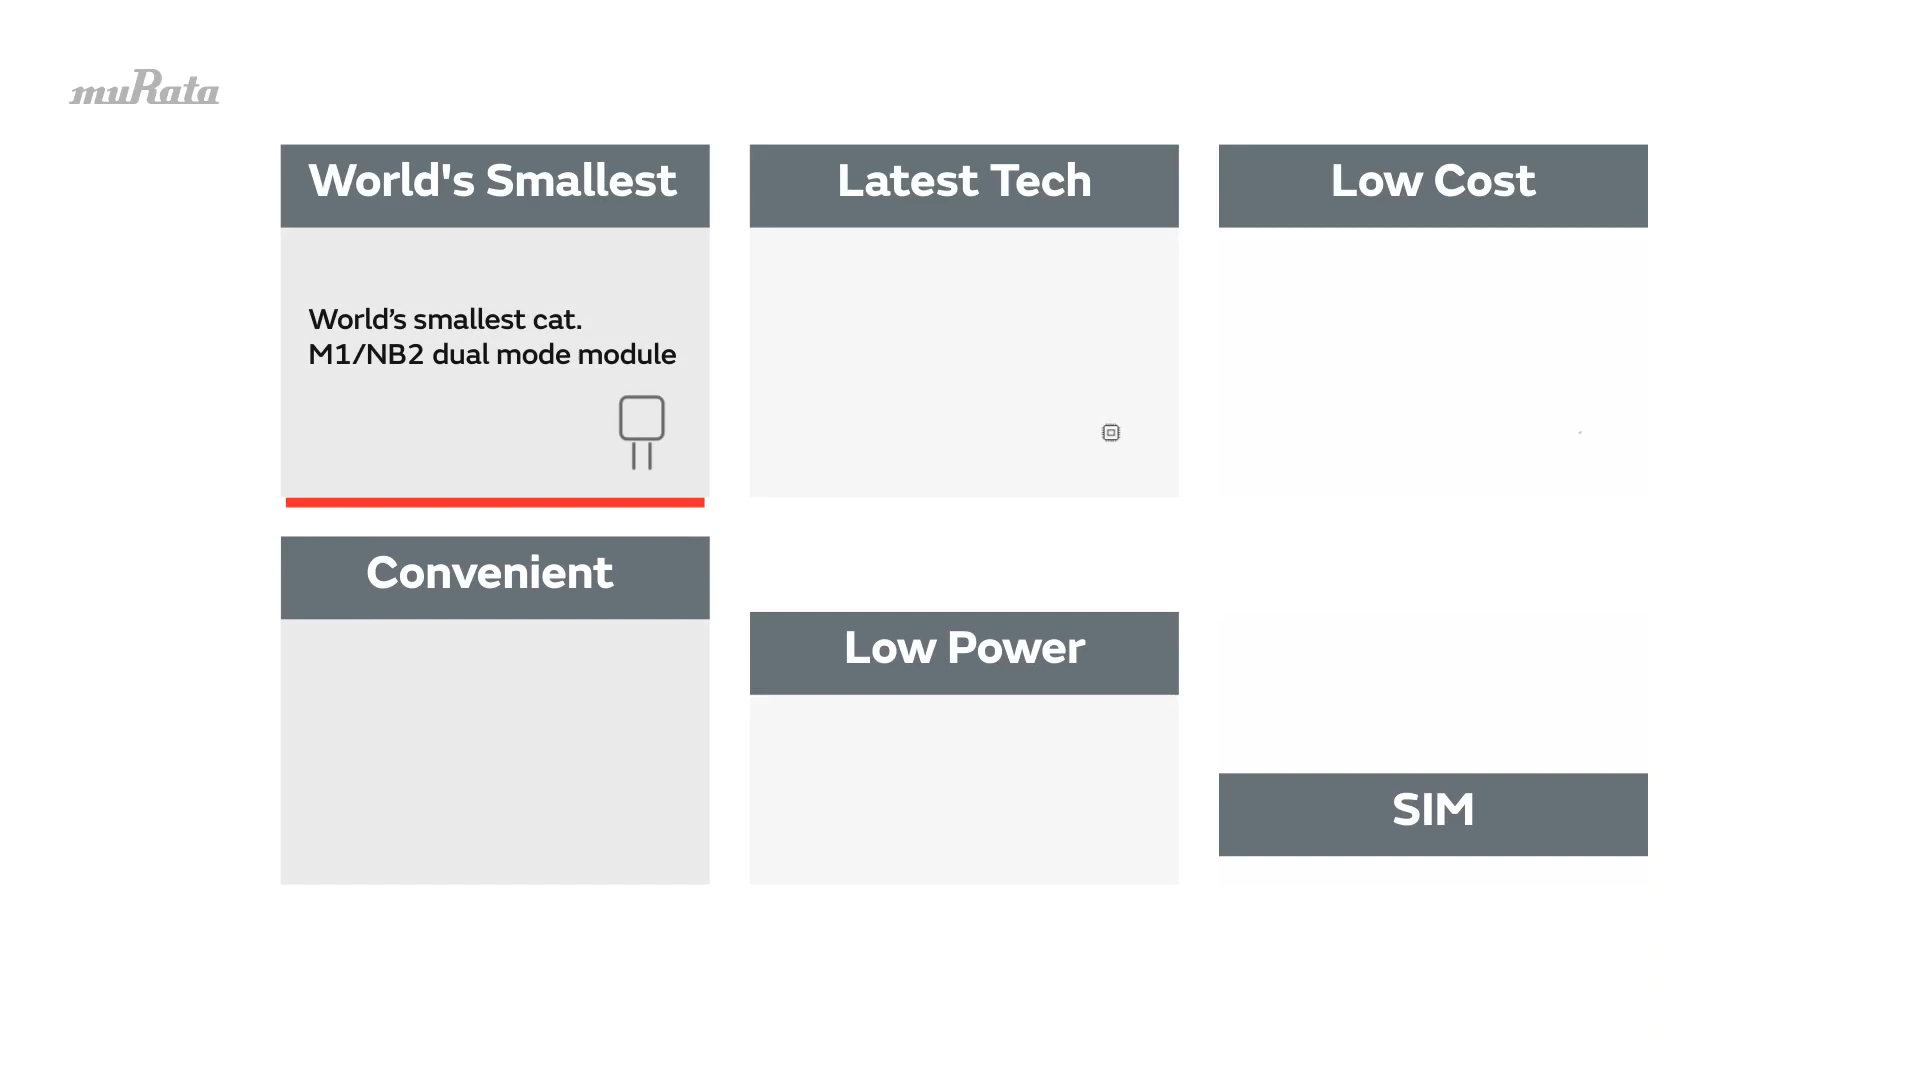 muRata
World's Smallest
Latest Tech
Low Cost
World’s smallest cat.
M1/NB2 dual mode module
Convenient
Low Power
SIM